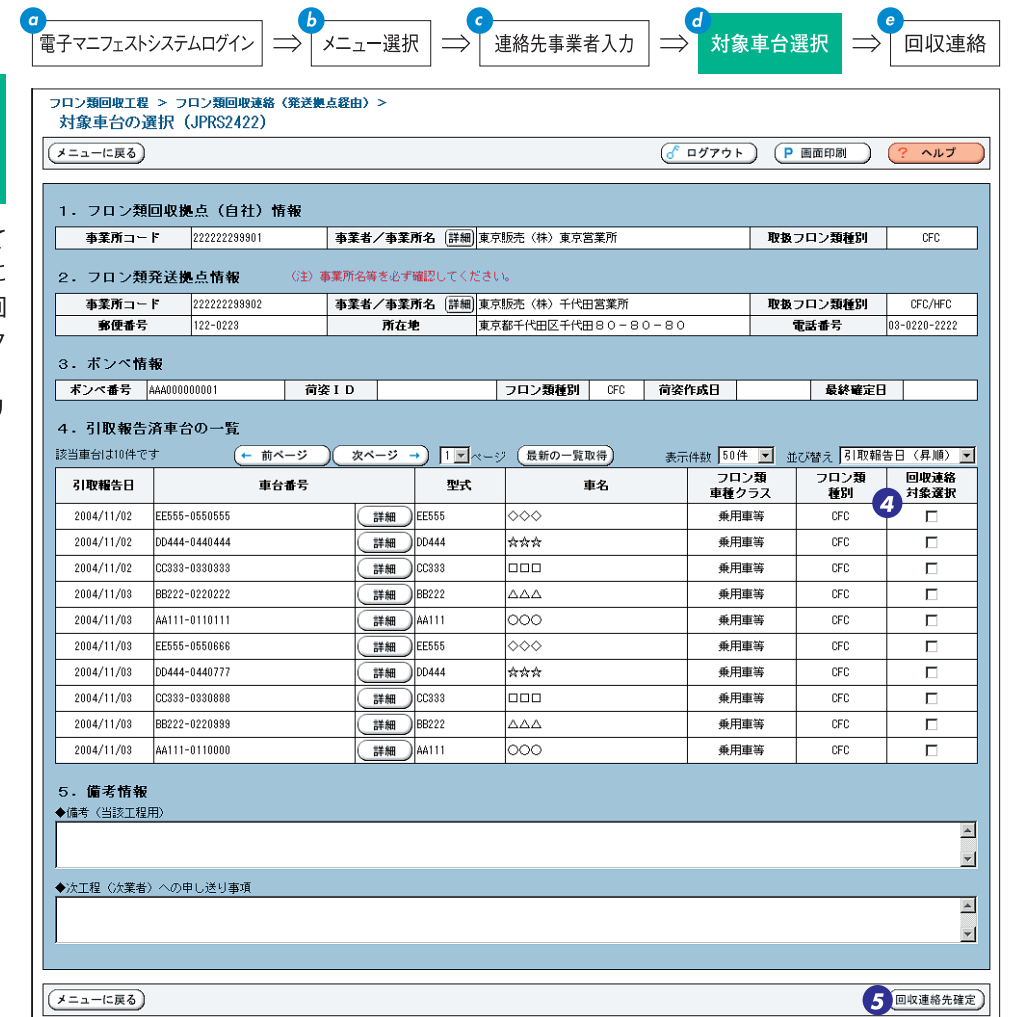 a 電子マニフェストシステムログイン ⇒ b メニュー選択 ⇒ c 連絡先事業者入力 ⇒ d 対象車台選択 ⇒ e 回収連絡
フロン類回収工程 > フロン類回収連絡（発送拠点経由）>
対象車台の選択（JPRS2422）
メニューに戻る ログアウト P 画面印刷 ? ヘルプ
1．フロン類回収拠点（自社）情報
事業所コード 222222299901 事業者／事業所名 詳細 東京販売（株）東京営業所 取扱フロン類種別 CFC
2．フロン類発送拠点情報 （注）事業所名等を必ず確認してください。
事業所コード 222222299902 事業者／事業所名 詳細 東京販売（株）千代田営業所 取扱フロン類種別 CFC/HFC
郵便番号 122-0223 所在地 東京都千代田区千代田８０－８０－８０ 電話番号 03-0220-2222
3．ボンベ情報
ボンベ番号 AAA000000001 荷姿ＩＤ フロン類種別 CFC 荷姿作成日 最終確定日
4．引取報告済車台の一覧
該当車台は10件です ← 前ページ 次ページ → 1 ページ 最新の一覧取得 表示件数 50件 並び替え 引取報告日（昇順）
引取報告日 車台番号 型式 車名 フロン類車種クラス フロン類種別 回収連絡対象選択
4
2004/11/02 EE555-0550555 詳細 EE555 ◇◇◇ 乗用車等 CFC
2004/11/02 DD444-0440444 詳細 DD444 ☆☆☆ 乗用車等 CFC
2004/11/02 CC333-0330333 詳細 CC333 □□□ 乗用車等 CFC
2004/11/03 BB222-0220222 詳細 BB222 △△△ 乗用車等 CFC
2004/11/03 AA111-0110111 詳細 AA111 ○○○ 乗用車等 CFC
2004/11/03 EE555-0550666 詳細 EE555 ◇◇◇ 乗用車等 CFC
2004/11/03 DD444-0440777 詳細 DD444 ☆☆☆ 乗用車等 CFC
2004/11/03 CC333-0330888 詳細 CC333 □□□ 乗用車等 CFC
2004/11/03 BB222-0220999 詳細 BB222 △△△ 乗用車等 CFC
2004/11/03 AA111-0110000 詳細 AA111 ○○○ 乗用車等 CFC
5．備考情報
◆備考（当該工程用）
◆次工程（次業者）への申し送り事項
メニューに戻る 5 回収連絡先確定